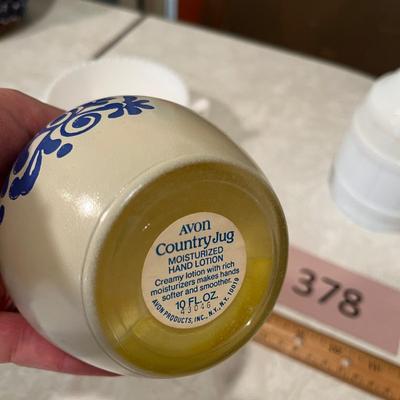 AVON
Country Jug
MOISTURIZED
HAND LOTION
Creamy lotion with rich
moisturizers makes hands
softer and smoother.
10 FL. OZ.
AVON PRODUCTS, INC., N.Y., N.Y. 10019
378